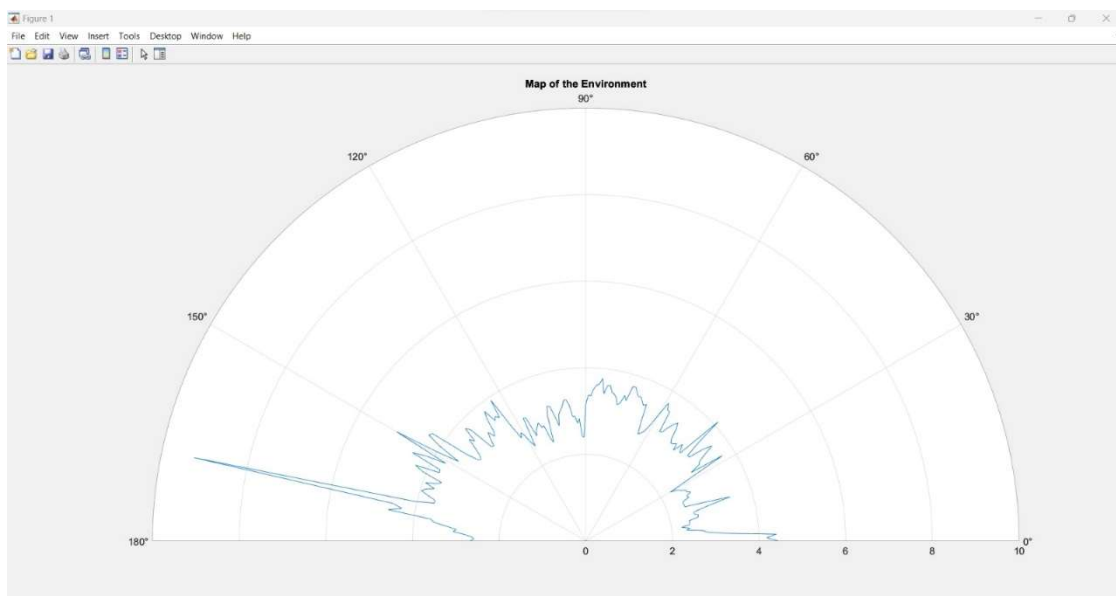 Figure 1
File Edit View Insert Tools Desktop Window Help
Map of the Environment
90°
120° 60°
150° 30°
180° 0°
0 2 4 6 8 10